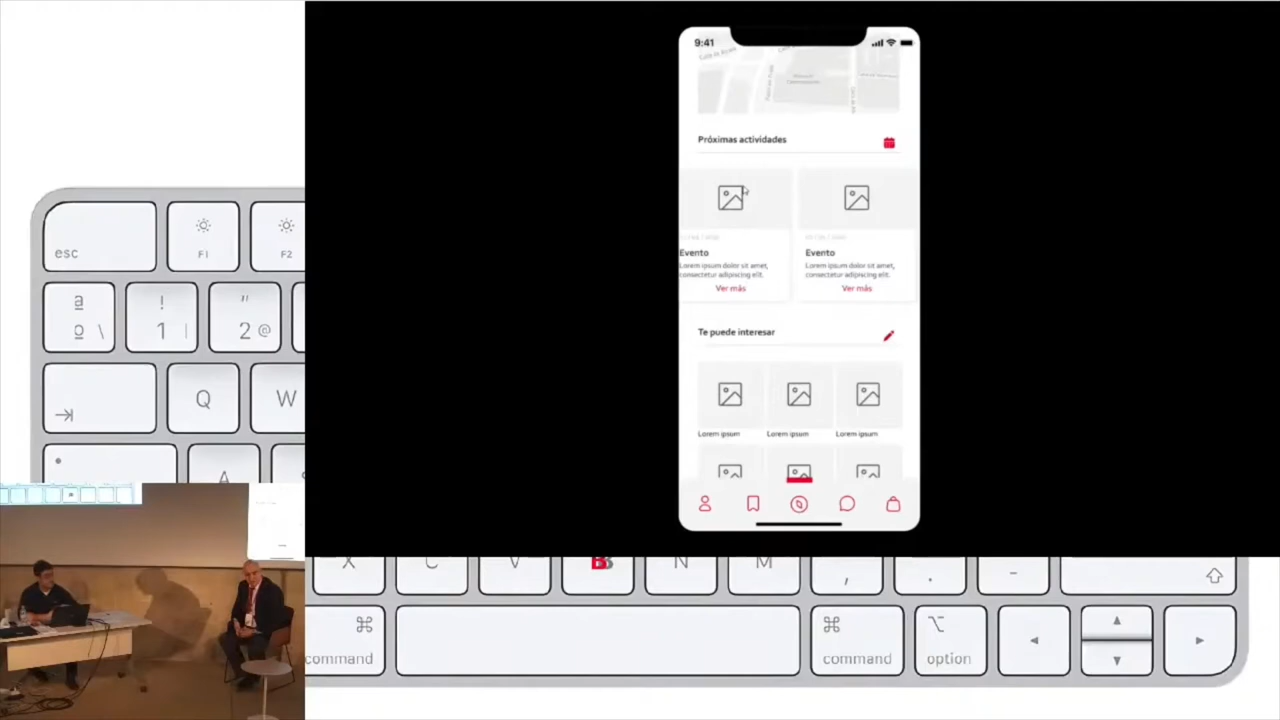 9:41
Próximas actividades
Evento
Lorem ipsum dolor sit amet,
consectetur adipiscing elit.
Ver más
Evento
Lorem ipsum dolor sit amet,
consectetur adipiscing elit.
Ver más
Te puede interesar
Lorem ipsum
Lorem ipsum
Lorem ipsum
esc
F1
F2
a
o \
!
1 |
"
2 @
Q
W
A
X
C
V
B
N
M
,
.
-
command
command
option